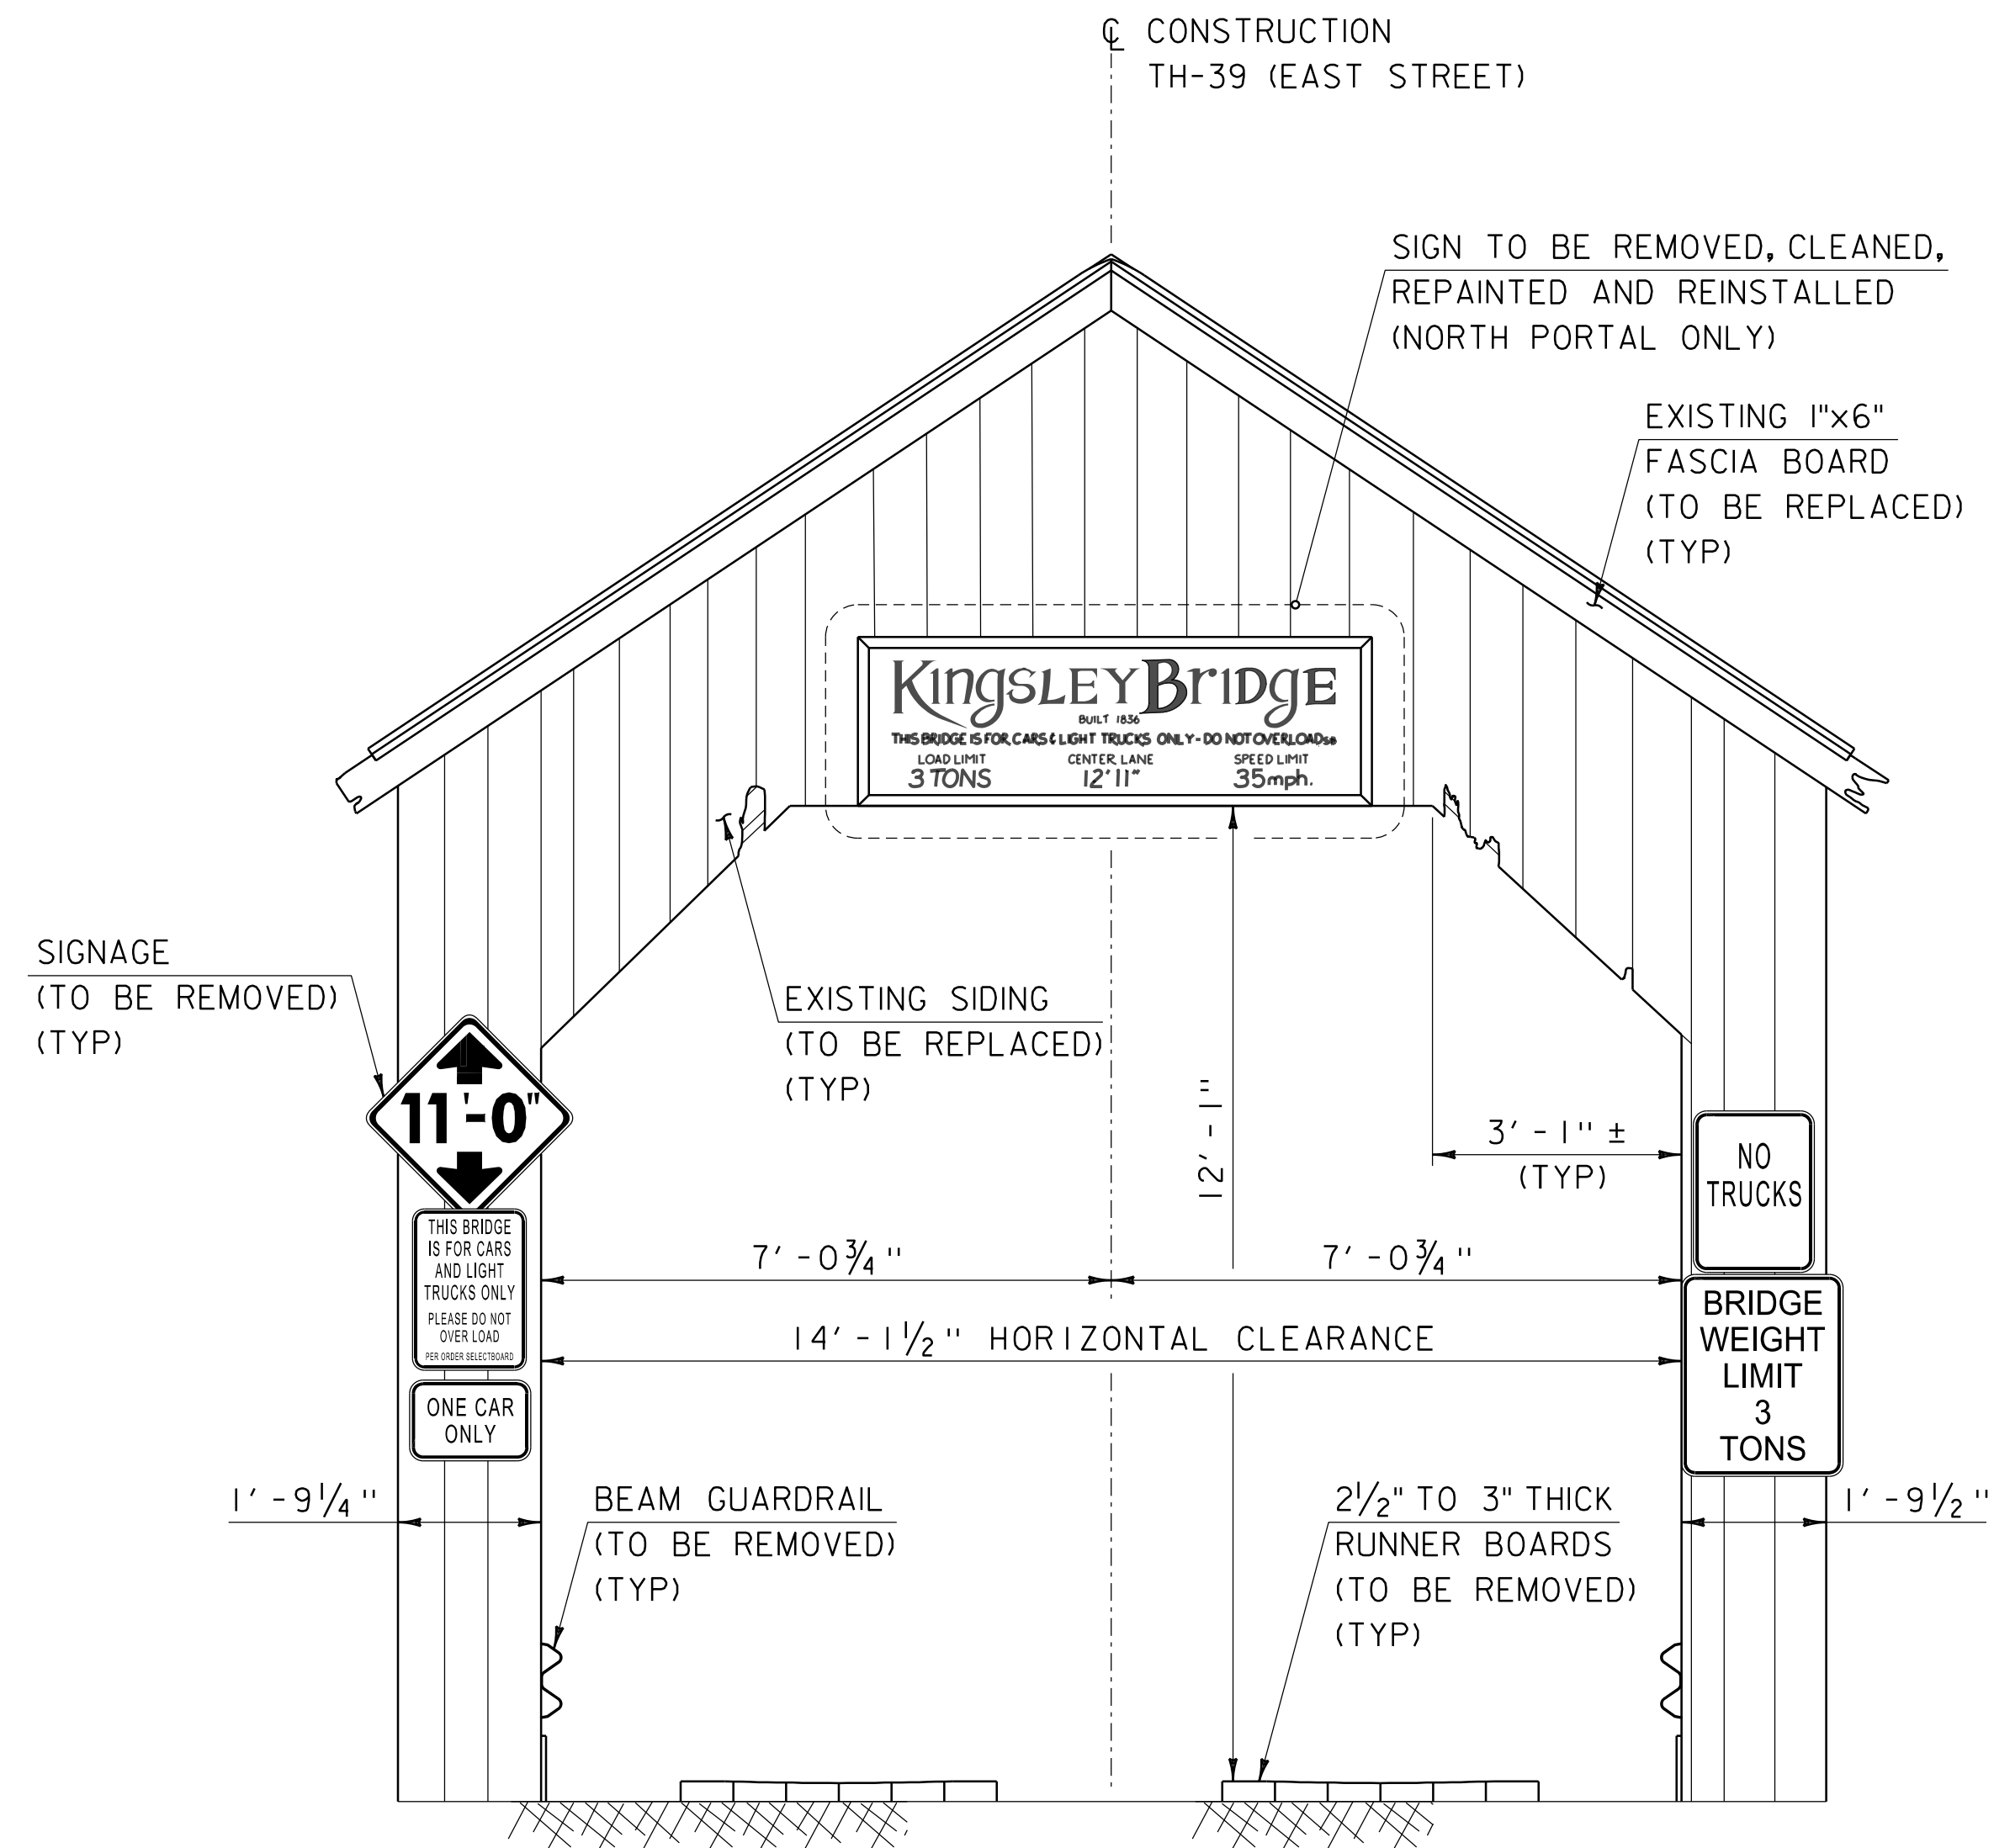 ℄ CONSTRUCTION
TH-39 (EAST STREET)
SIGN TO BE REMOVED, CLEANED,
REPAINTED AND REINSTALLED
(NORTH PORTAL ONLY)
EXISTING 1"x6"
FASCIA BOARD
(TO BE REPLACED)
(TYP)
KingsLEY BridgE
BUILT 1836
THIS BRIDGE IS FOR CARS & LIGHT TRUCKS ONLY - DO NOT OVERLOAD SB
LOAD LIMIT CENTER LANE SPEED LIMIT
3 TONS 12'11" 35mph.
SIGNAGE
(TO BE REMOVED)
(TYP)
EXISTING SIDING
(TO BE REPLACED)
(TYP)
11'-0"
12'-1"
3'-1" ±
(TYP)
NO
TRUCKS
THIS BRIDGE
IS FOR CARS
AND LIGHT
TRUCKS ONLY
PLEASE DO NOT
OVER LOAD
PER ORDER SELECTBOARD
7'-0¾" 7'-0¾"
14'-1½" HORIZONTAL CLEARANCE
BRIDGE
WEIGHT
LIMIT
3
TONS
ONE CAR
ONLY
1'-9¼"
BEAM GUARDRAIL
(TO BE REMOVED)
(TYP)
2½" TO 3" THICK
RUNNER BOARDS
(TO BE REMOVED)
(TYP)
1'-9½"